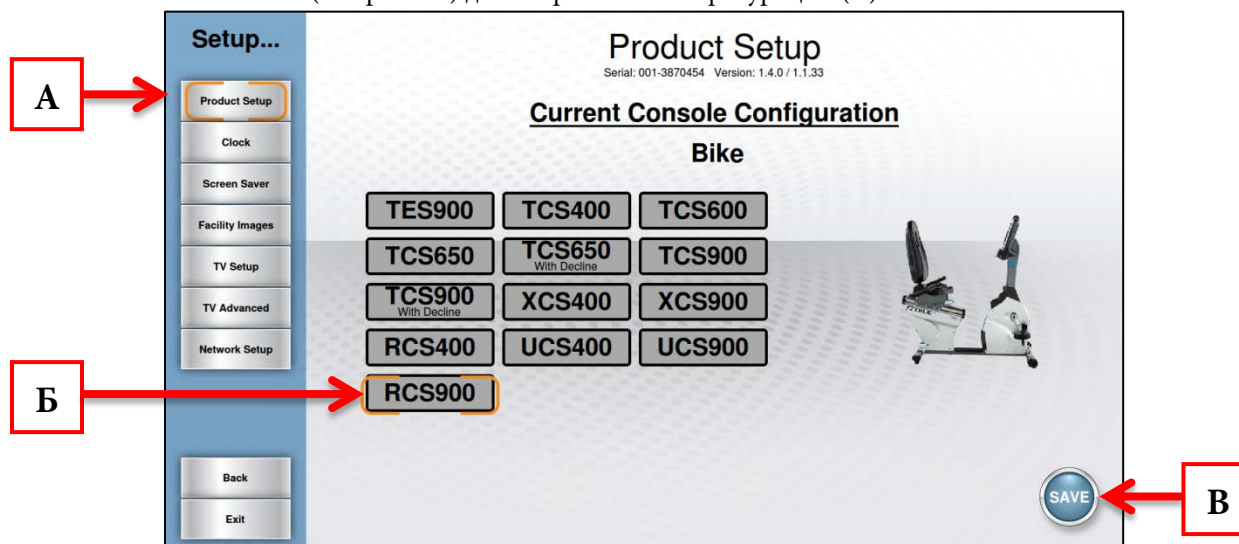 Setup...
Product Setup
Serial: 001-3870454 Version: 1.4.0 / 1.1.33
А
Product Setup
Current Console Configuration
Clock
Bike
Screen Saver
TES900 TCS400 TCS600
Facility Images
TCS650 TCS650 TCS900
With Decline
TV Setup
TCS900 XCS400 XCS900
With Decline
TV Advanced
RCS400 UCS400 UCS900
Network Setup
Б
RCS900
Back
Exit
SAVE
В